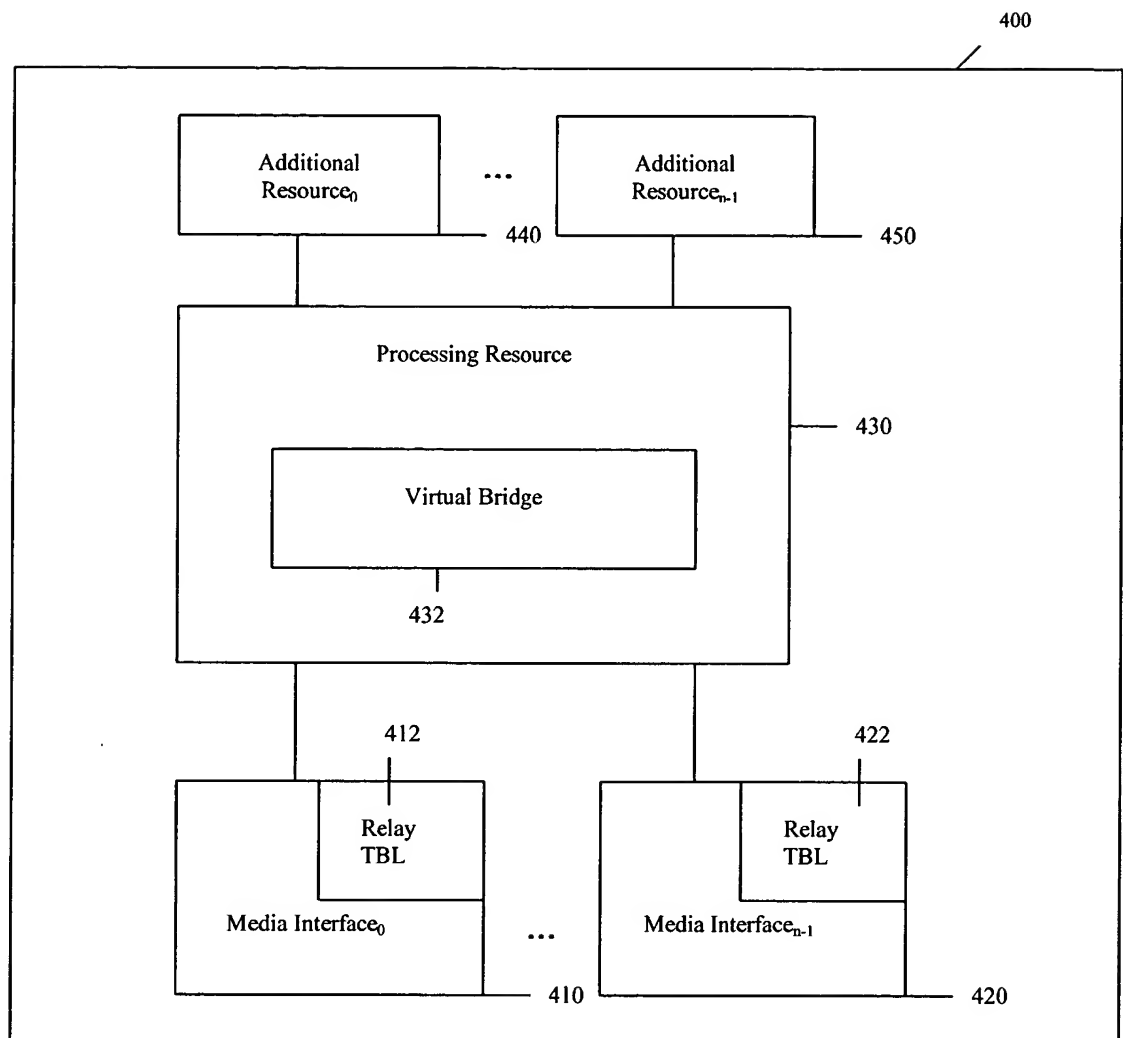 400
Additional
Resource₀
...
Additional
Resourceₙ₋₁
440
450
Processing Resource
430
Virtual Bridge
432
412
422
Relay
TBL
Relay
TBL
Media Interface₀
...
Media Interfaceₙ₋₁
410
420